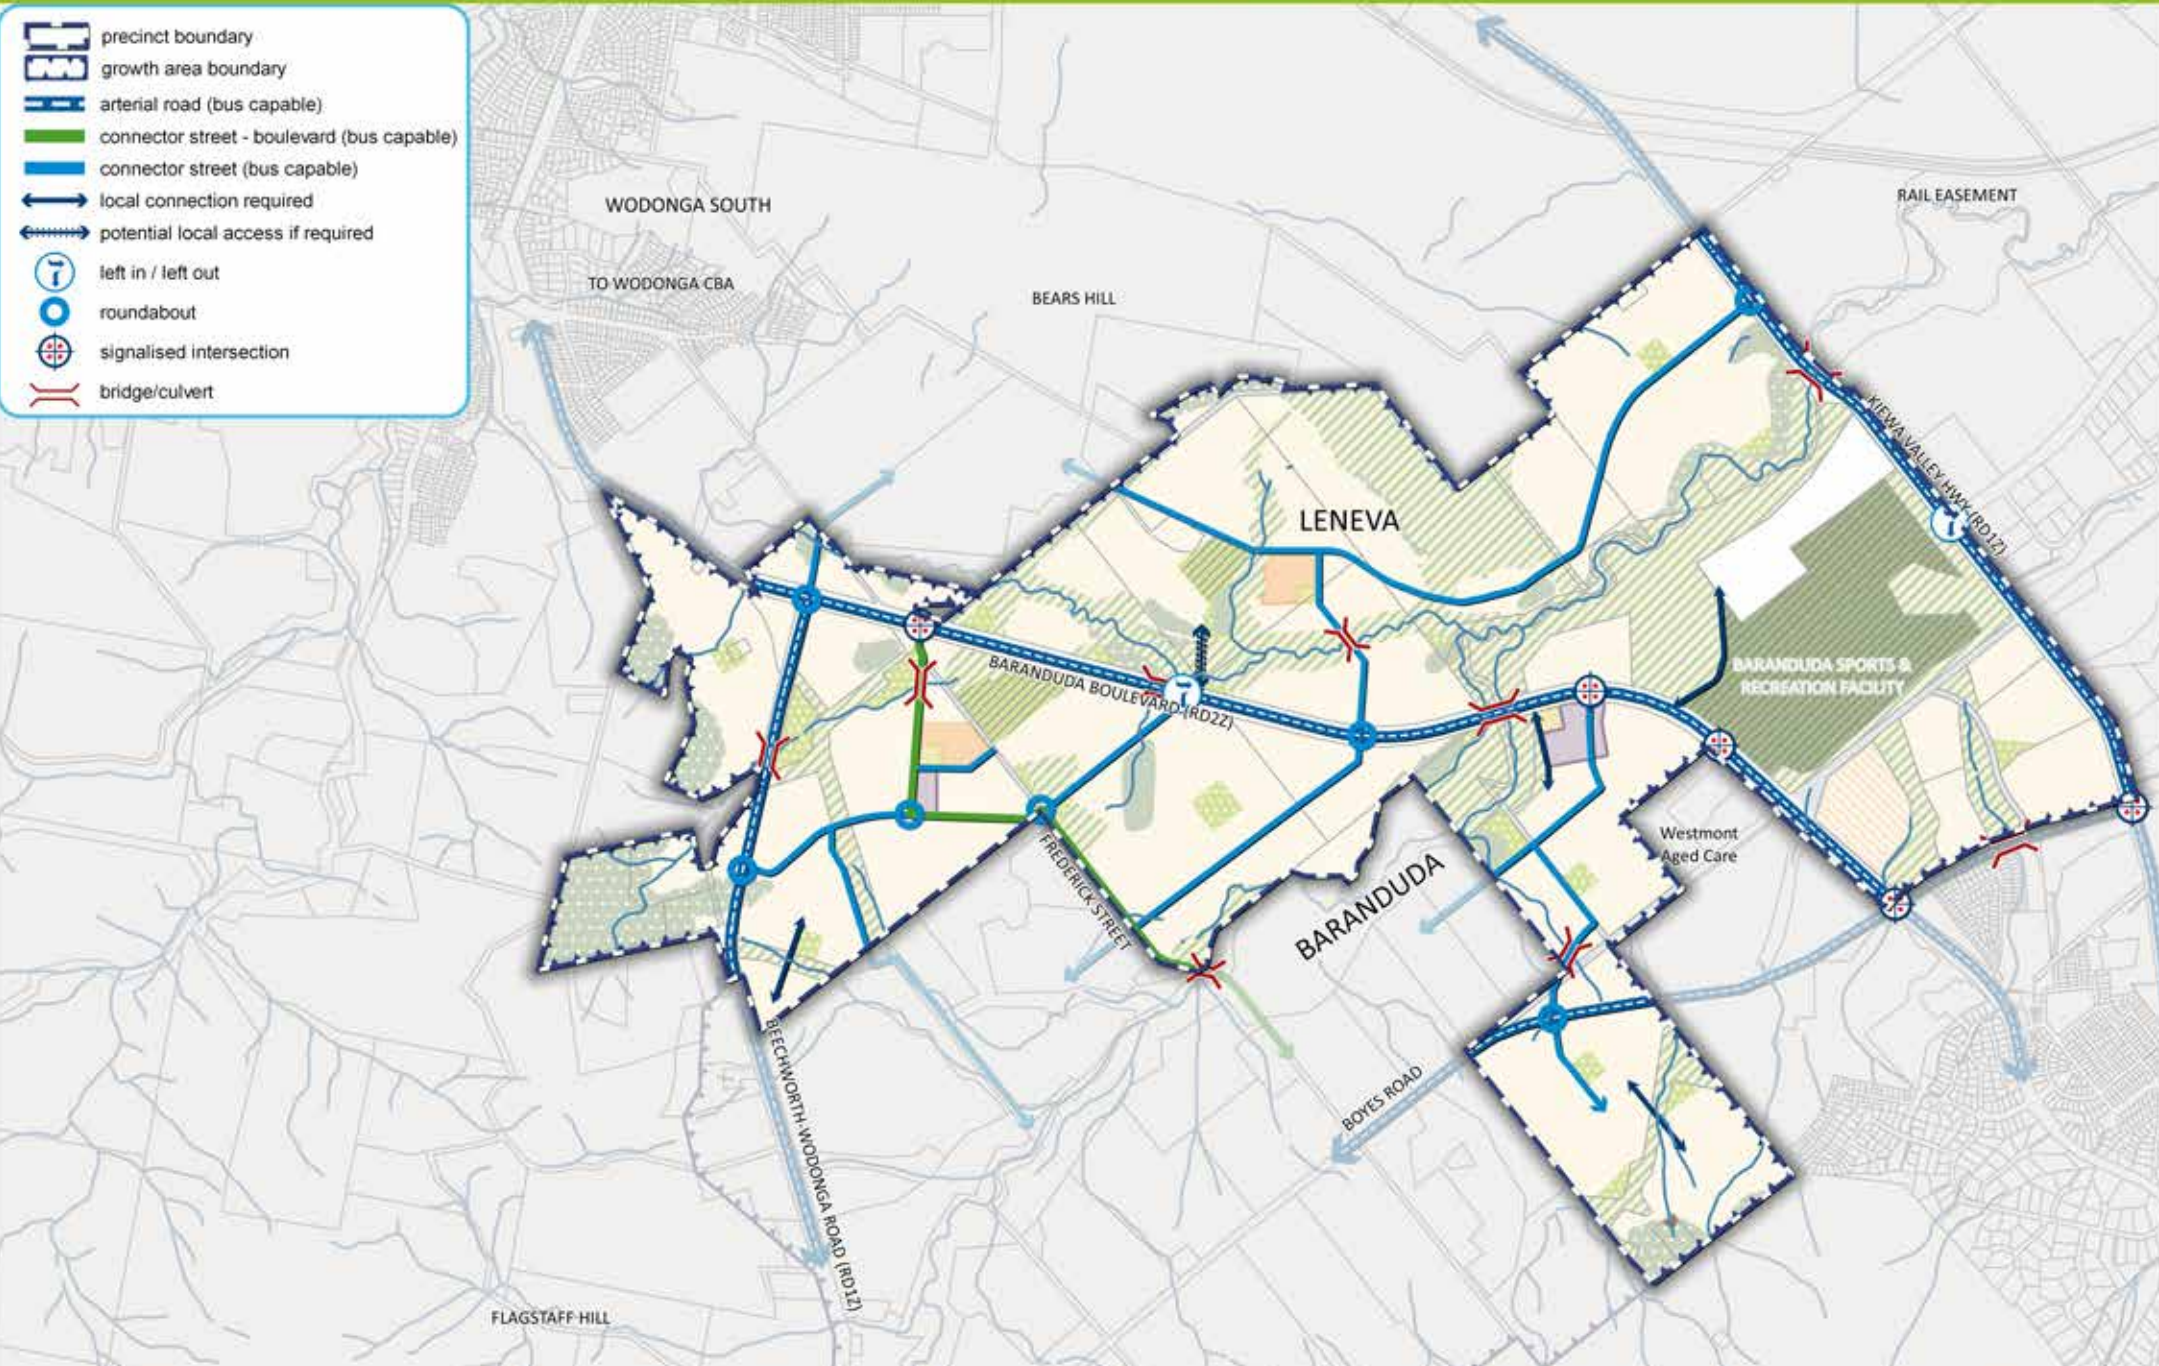 precinct boundary
growth area boundary
arterial road (bus capable)
connector street - boulevard (bus capable)
connector street (bus capable)
local connection required
potential local access if required
left in / left out
roundabout
signalised intersection
bridge/culvert
WODONGA SOUTH
RAIL EASEMENT
TO WODONGA CBA
BEARS HILL
KIEWA VALLEY HWY (RD1Z)
LENEVA
BARANDUDA BOULEVARD (RD2Z)
BARANDUDA SPORTS &
RECREATION FACILITY
Westmont
Aged Care
FREDERICK STREET
BARANDUDA
BOYES ROAD
BEECHWORTH-WODONGA ROAD (RD1Z)
FLAGSTAFF HILL